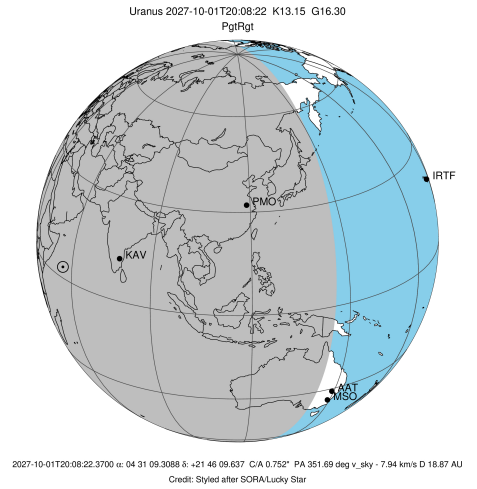 Uranus 2027-10-01T20:08:22 K13.15 G16.30
PgtRgt
IRTF
PMO
KAV
AAT
MSO
2027-10-01T20:08:22.3700 α: 04 31 09.3088 δ: +21 46 09.637 C/A 0.752" PA 351.69 deg v_sky - 7.94 km/s D 18.87 AU
Credit: Styled after SORA/Lucky Star